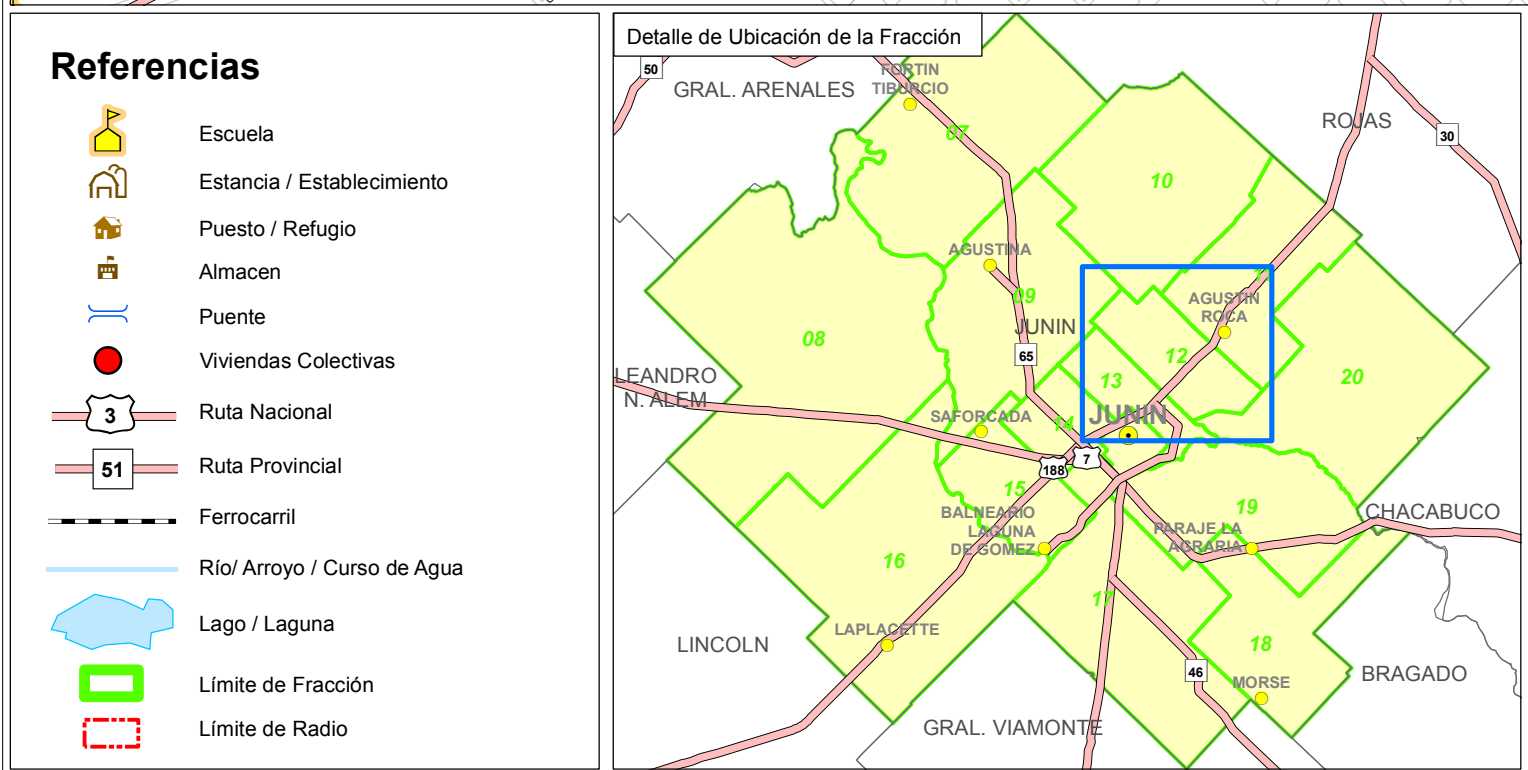 Referencias
Escuela
Estancia / Establecimiento
Puesto / Refugio
Almacen
Puente
Viviendas Colectivas
3
Ruta Nacional
51
Ruta Provincial
Ferrocarril
Río/ Arroyo / Curso de Agua
Lago / Laguna
Límite de Fracción
Límite de Radio
Detalle de Ubicación de la Fracción
50
GRAL. ARENALES
FORTIN
TIBURCIO
07
ROJAS
30
10
AGUSTINA
09
JUNIN
65
AGUSTIN
ROCA
12
13
08
20
LEANDRO
N. ALEM
SAFORCADA
14
JUNIN
7
188
15
BALNEARIO
LAGUNA
DE GOMEZ
19
CHACABUCO
PARAJE LA
AGRARIA
16
17
LINCOLN
LAPLACETTE
18
46
MORSE
BRAGADO
GRAL. VIAMONTE